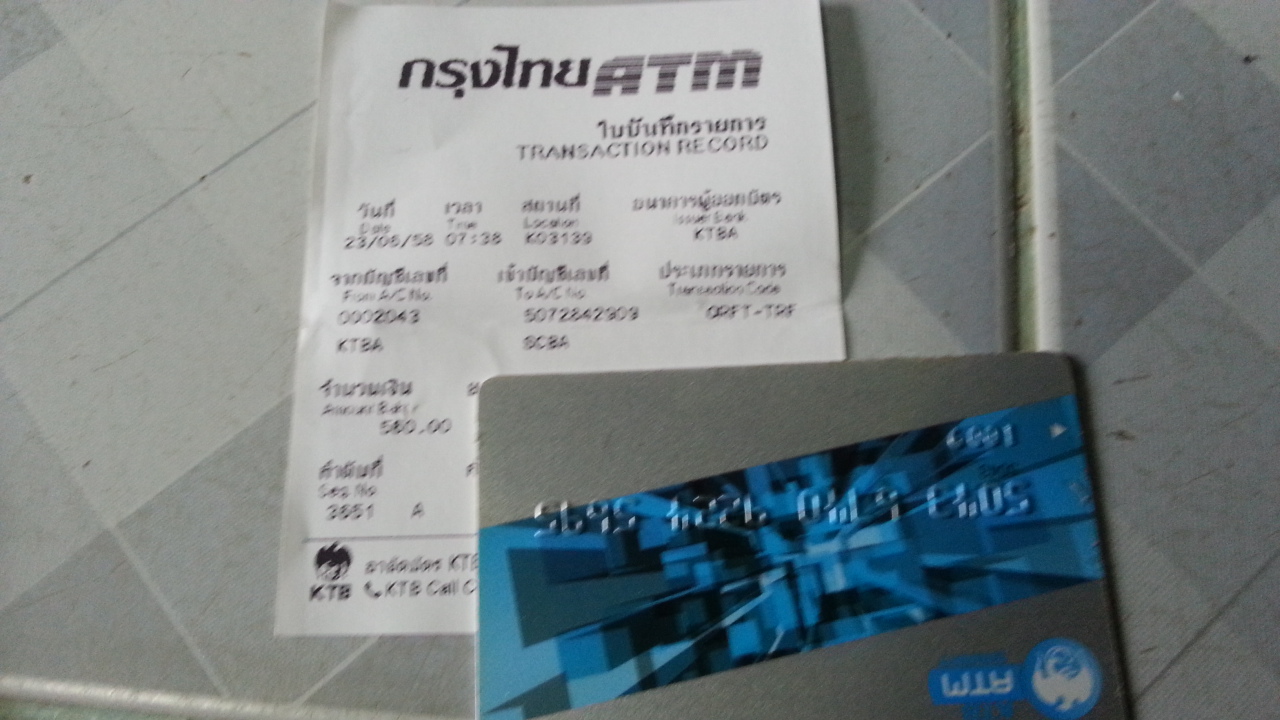 กรุงไทย ATM
ใบบันทึกรายการ
TRANSACTION RECORD
วันที่ เวลา สถานที่ ธนาคารผู้ออกบัตร
Date Time Location Issuer Bank
23/06/58 07:38 K03139 KTBA
จากบัญชีเลขที่ เข้าบัญชีเลขที่ ประเภทรายการ
From A/C No. To A/C No. Transaction Code
0002043 5072842909 ORFT-TRF
KTBA SCBA
จำนวนเงิน
Amount Baht
560.00
ลำดับที่
Seq No
3651 A
KTB
KTB Call C
ATM